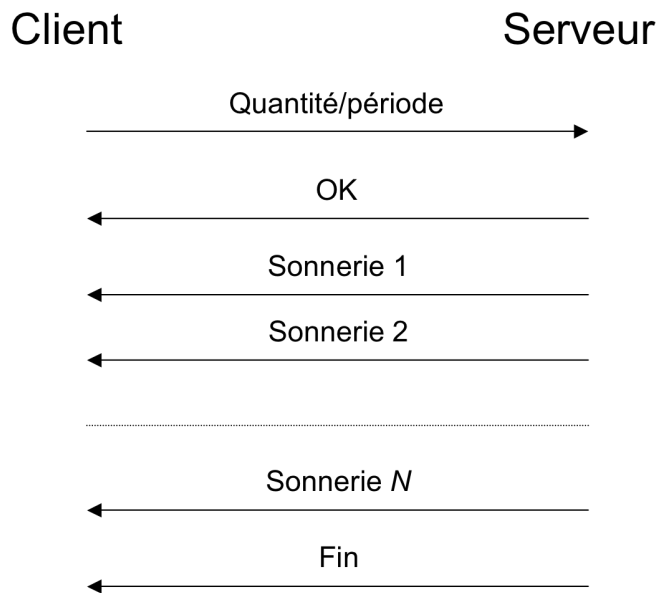 Client Serveur
Quantité/période
OK
Sonnerie 1
Sonnerie 2
Sonnerie N
Fin